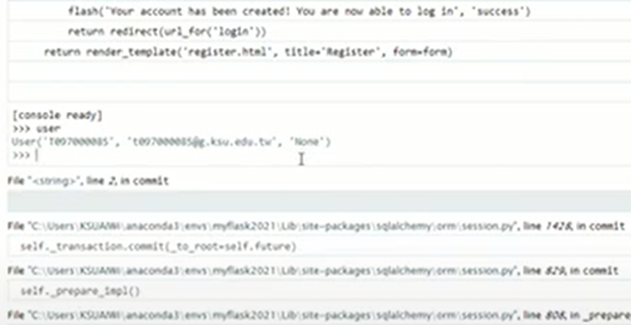 flash('Your account has been created! You are now able to log in', 'success')
return redirect(url_for('login'))
return render_template('register.html', title='Register', form=form)
[console ready]
>>> user
User('T097000085', 't097000085@g.ksu.edu.tw', 'None')
>>>
File "<string>", line 2, in commit
File "C:\Users\KSUAIWI\anaconda3\envs\myflask2021\Lib\site-packages\sqlalchemy\orm\session.py", line 1428, in commit
self._transaction.commit(_to_root=self.future)
File "C:\Users\KSUAIWI\anaconda3\envs\myflask2021\Lib\site-packages\sqlalchemy\orm\session.py", line 829, in commit
self._prepare_impl()
File "C:\Users\KSUAIWI\anaconda3\envs\myflask2021\Lib\site-packages\sqlalchemy\orm\session.py", line 808, in _prepare